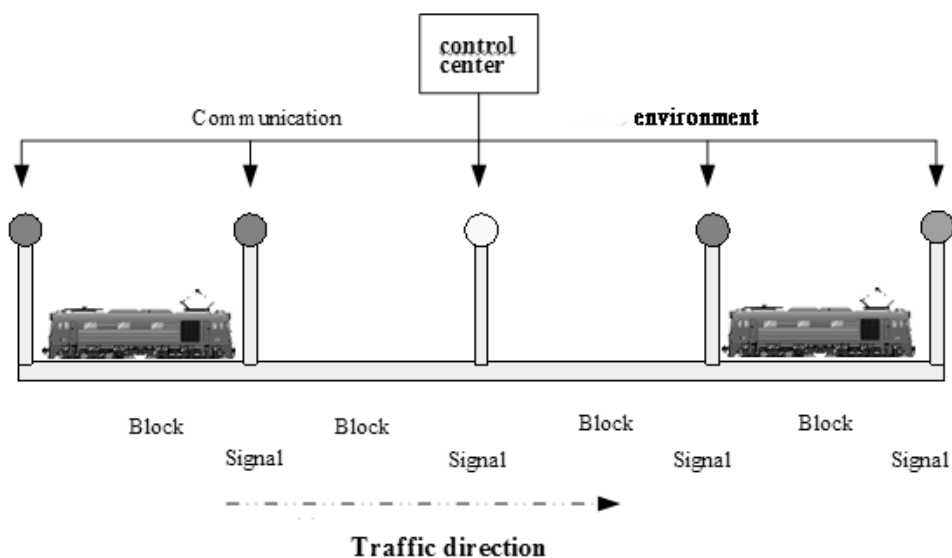 control
center
Communication environment
Block Block Block Block
Signal Signal Signal Signal
Traffic direction